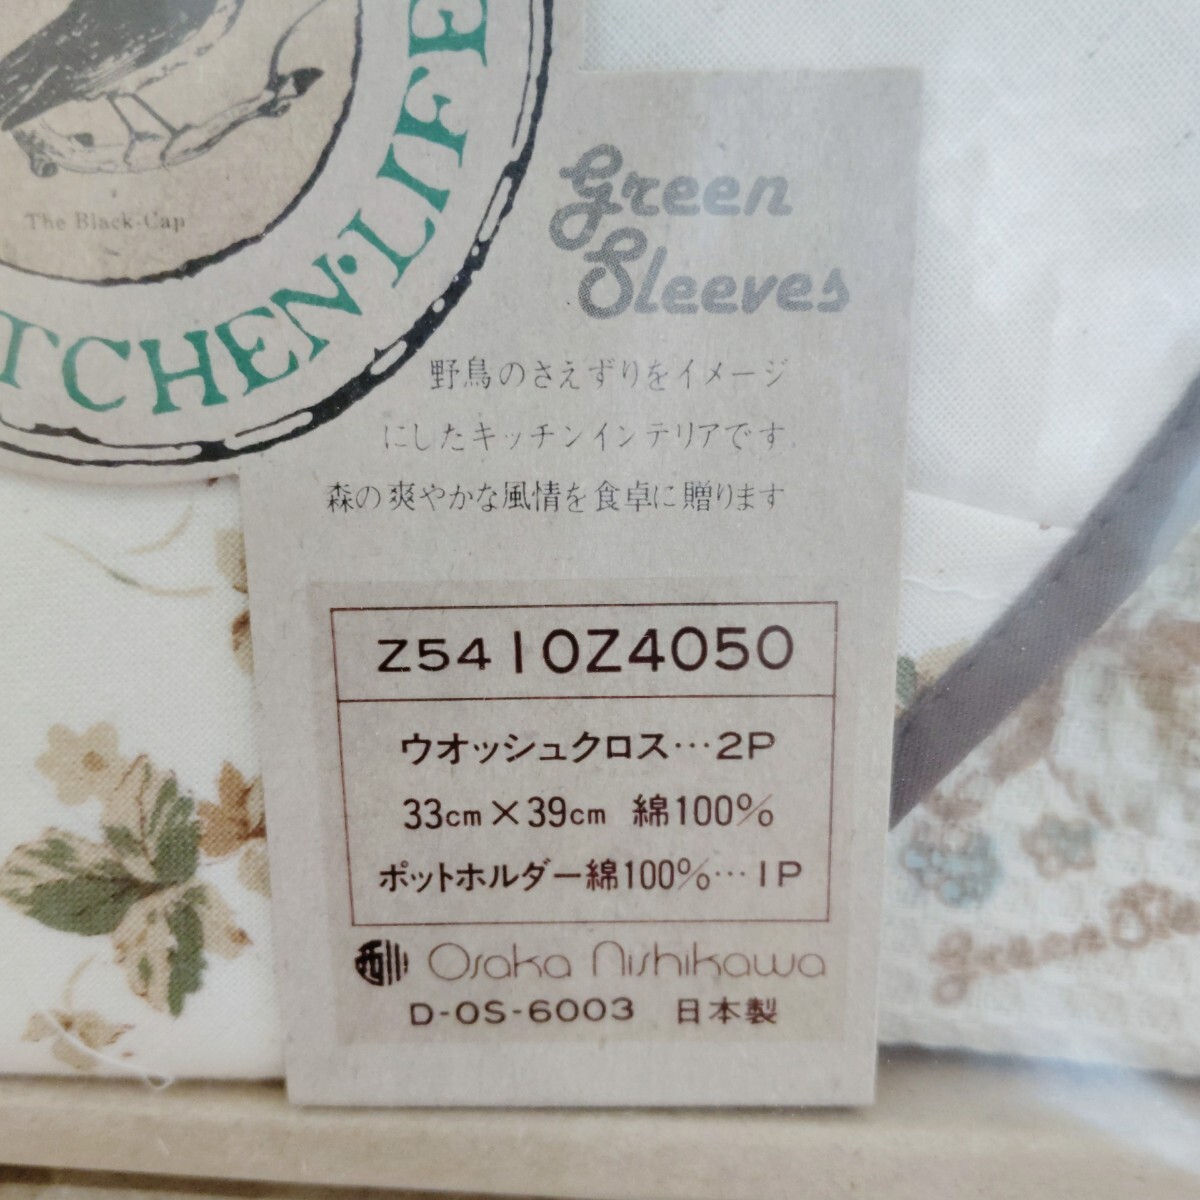 The Black-Cap
TCHEN·LIFE
Green
Sleeves
野鳥のさえずりをイメージ
にしたキッチンインテリアです
森の爽やかな風情を食卓に贈ります
Z5410Z4050
ウオッシュクロス…2P
33cm×39cm 綿100%
ポットホルダー綿100%…1P
西川 Osaka Nishikawa
D-OS-6003 日本製
Green Slee